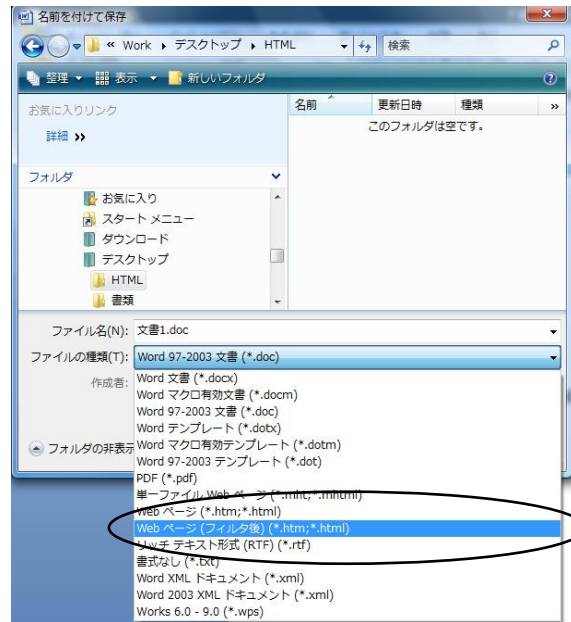 名前を付けて保存
« Work ▸ デスクトップ ▸ HTML
検索
整理 表示 新しいフォルダ
お気に入りリンク
詳細 »
名前 更新日時 種類 »
このフォルダは空です。
フォルダ
お気に入り
スタート メニュー
ダウンロード
デスクトップ
HTML
書類
ファイル名(N): 文書1.doc
ファイルの種類(T): Word 97-2003 文書 (*.doc)
作成者:
Word 文書 (*.docx)
Word マクロ有効文書 (*.docm)
Word 97-2003 文書 (*.doc)
Word テンプレート (*.dotx)
Word マクロ有効テンプレート (*.dotm)
Word 97-2003 テンプレート (*.dot)
PDF (*.pdf)
単一ファイル Web ページ (*.mht;*.mhtml)
Web ページ (*.htm;*.html)
Web ページ (フィルタ後) (*.htm;*.html)
リッチ テキスト形式 (RTF) (*.rtf)
書式なし (*.txt)
Word XML ドキュメント (*.xml)
Word 2003 XML ドキュメント (*.xml)
Works 6.0 - 9.0 (*.wps)
フォルダの非表示